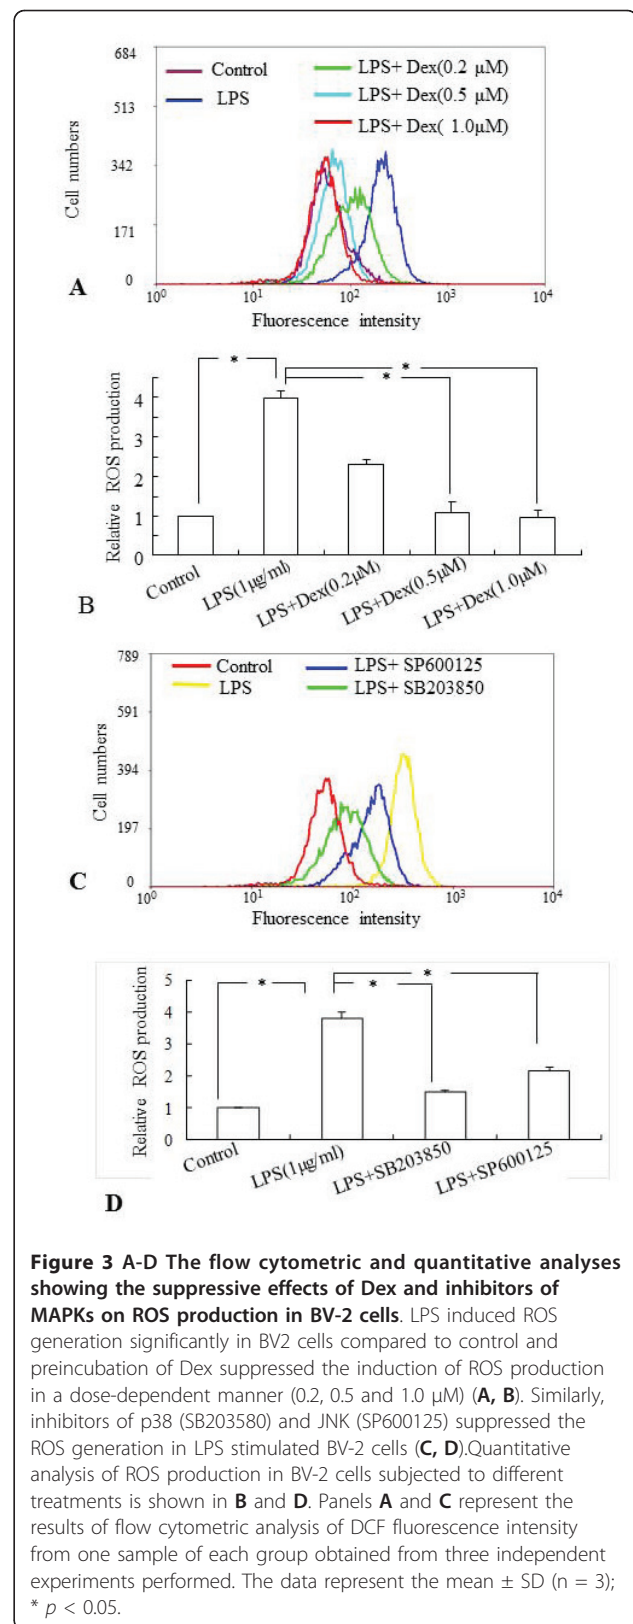 684
513
342
171
0
Cell numbers
Control
LPS
LPS+ Dex(0.2 µM)
LPS+ Dex(0.5 µM)
LPS+ Dex( 1.0µM)
10⁰ 10¹ 10² 10³ 10⁴
Fluorescence intensity
A
Relative ROS production
4
3
2
1
0
* * *
Control
LPS(1µg/ml)
LPS+Dex(0.2µM)
LPS+Dex(0.5µM)
LPS+Dex(1.0µM)
B
789
591
394
197
0
Cell numbers
Control
LPS
LPS+ SP600125
LPS+ SB203850
10⁰ 10¹ 10² 10³ 10⁴
Fluorescence intensity
C
Relative ROS production
5
4
3
2
1
0
* * *
Control
LPS(1µg/ml)
LPS+SB203850
LPS+SP600125
D
Figure 3 A-D The flow cytometric and quantitative analyses
showing the suppressive effects of Dex and inhibitors of
MAPKs on ROS production in BV-2 cells. LPS induced ROS
generation significantly in BV2 cells compared to control and
preincubation of Dex suppressed the induction of ROS production
in a dose-dependent manner (0.2, 0.5 and 1.0 µM) (A, B). Similarly,
inhibitors of p38 (SB203580) and JNK (SP600125) suppressed the
ROS generation in LPS stimulated BV-2 cells (C, D).Quantitative
analysis of ROS production in BV-2 cells subjected to different
treatments is shown in B and D. Panels A and C represent the
results of flow cytometric analysis of DCF fluorescence intensity
from one sample of each group obtained from three independent
experiments performed. The data represent the mean ± SD (n = 3);
* p < 0.05.